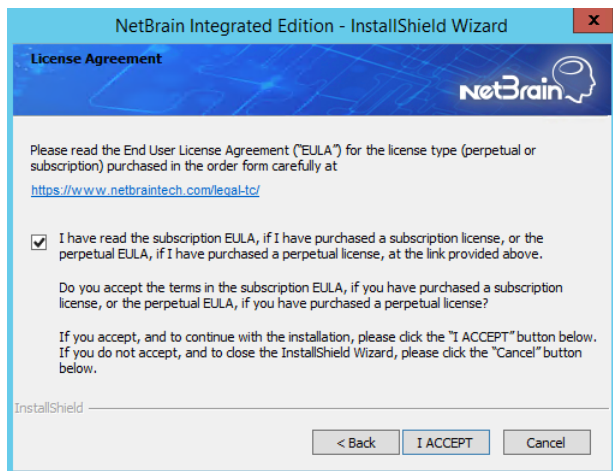 NetBrain Integrated Edition - InstallShield Wizard
x
License Agreement
NetBrain
Please read the End User License Agreement ("EULA") for the license type (perpetual or
subscription) purchased in the order form carefully at
https://www.netbraintech.com/legal-tc/
I have read the subscription EULA, if I have purchased a subscription license, or the
perpetual EULA, if I have purchased a perpetual license, at the link provided above.
Do you accept the terms in the subscription EULA, if you have purchased a subscription
license, or the perpetual EULA, if you have purchased a perpetual license?
If you accept, and to continue with the installation, please click the "I ACCEPT" button below.
If you do not accept, and to close the InstallShield Wizard, please click the "Cancel" button
below.
InstallShield
< Back I ACCEPT Cancel